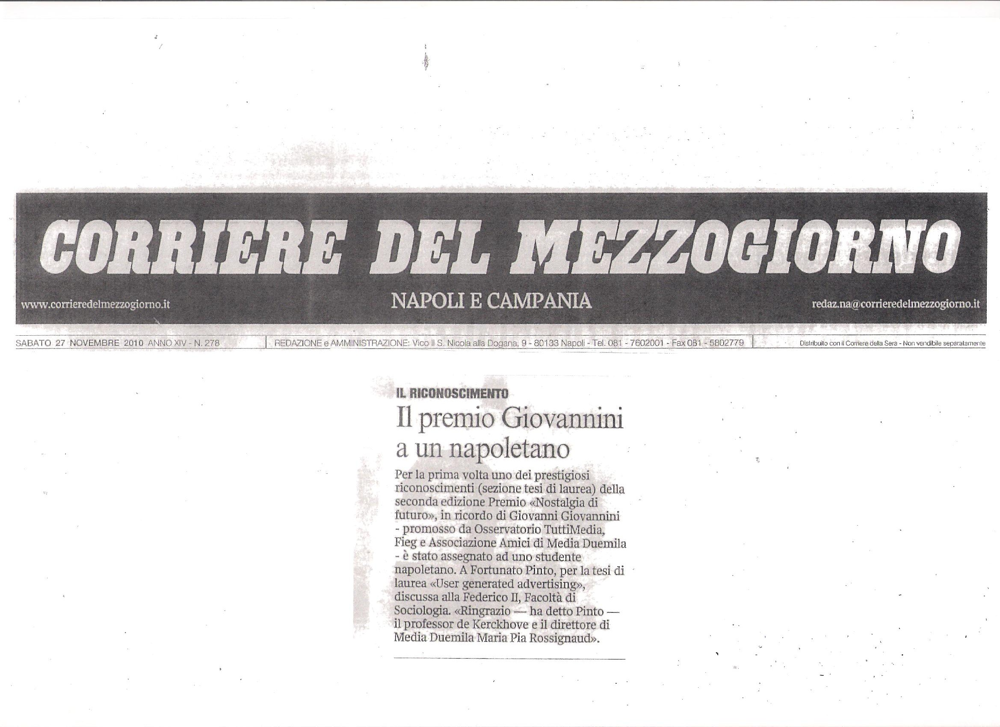 CORRIERE DEL MEZZOGIORNO
www.corrieredelmezzogiorno.it NAPOLI E CAMPANIA redaz.na@corrieredelmezzogiorno.it
SABATO 27 NOVEMBRE 2010 ANNO XIV - N. 278 REDAZIONE e AMMINISTRAZIONE: Vico II S. Nicola alla Dogana, 9 - 80133 Napoli - Tel. 081 - 7602001 - Fax 081 - 5802779 Distribuito con il Corriere della Sera - Non vendibile separatamente
IL RICONOSCIMENTO
Il premio Giovannini
a un napoletano
Per la prima volta uno dei prestigiosi
riconoscimenti (sezione tesi di laurea) della
seconda edizione Premio «Nostalgia di
futuro», in ricordo di Giovanni Giovannini
- promosso da Osservatorio TuttiMedia,
Fieg e Associazione Amici di Media Duemila
- è stato assegnato ad uno studente
napoletano. A Fortunato Pinto, per la tesi di
laurea «User generated advertising»,
discussa alla Federico II, Facoltà di
Sociologia. «Ringrazio — ha detto Pinto —
il professor de Kerckhove e il direttore di
Media Duemila Maria Pia Rossignaud».